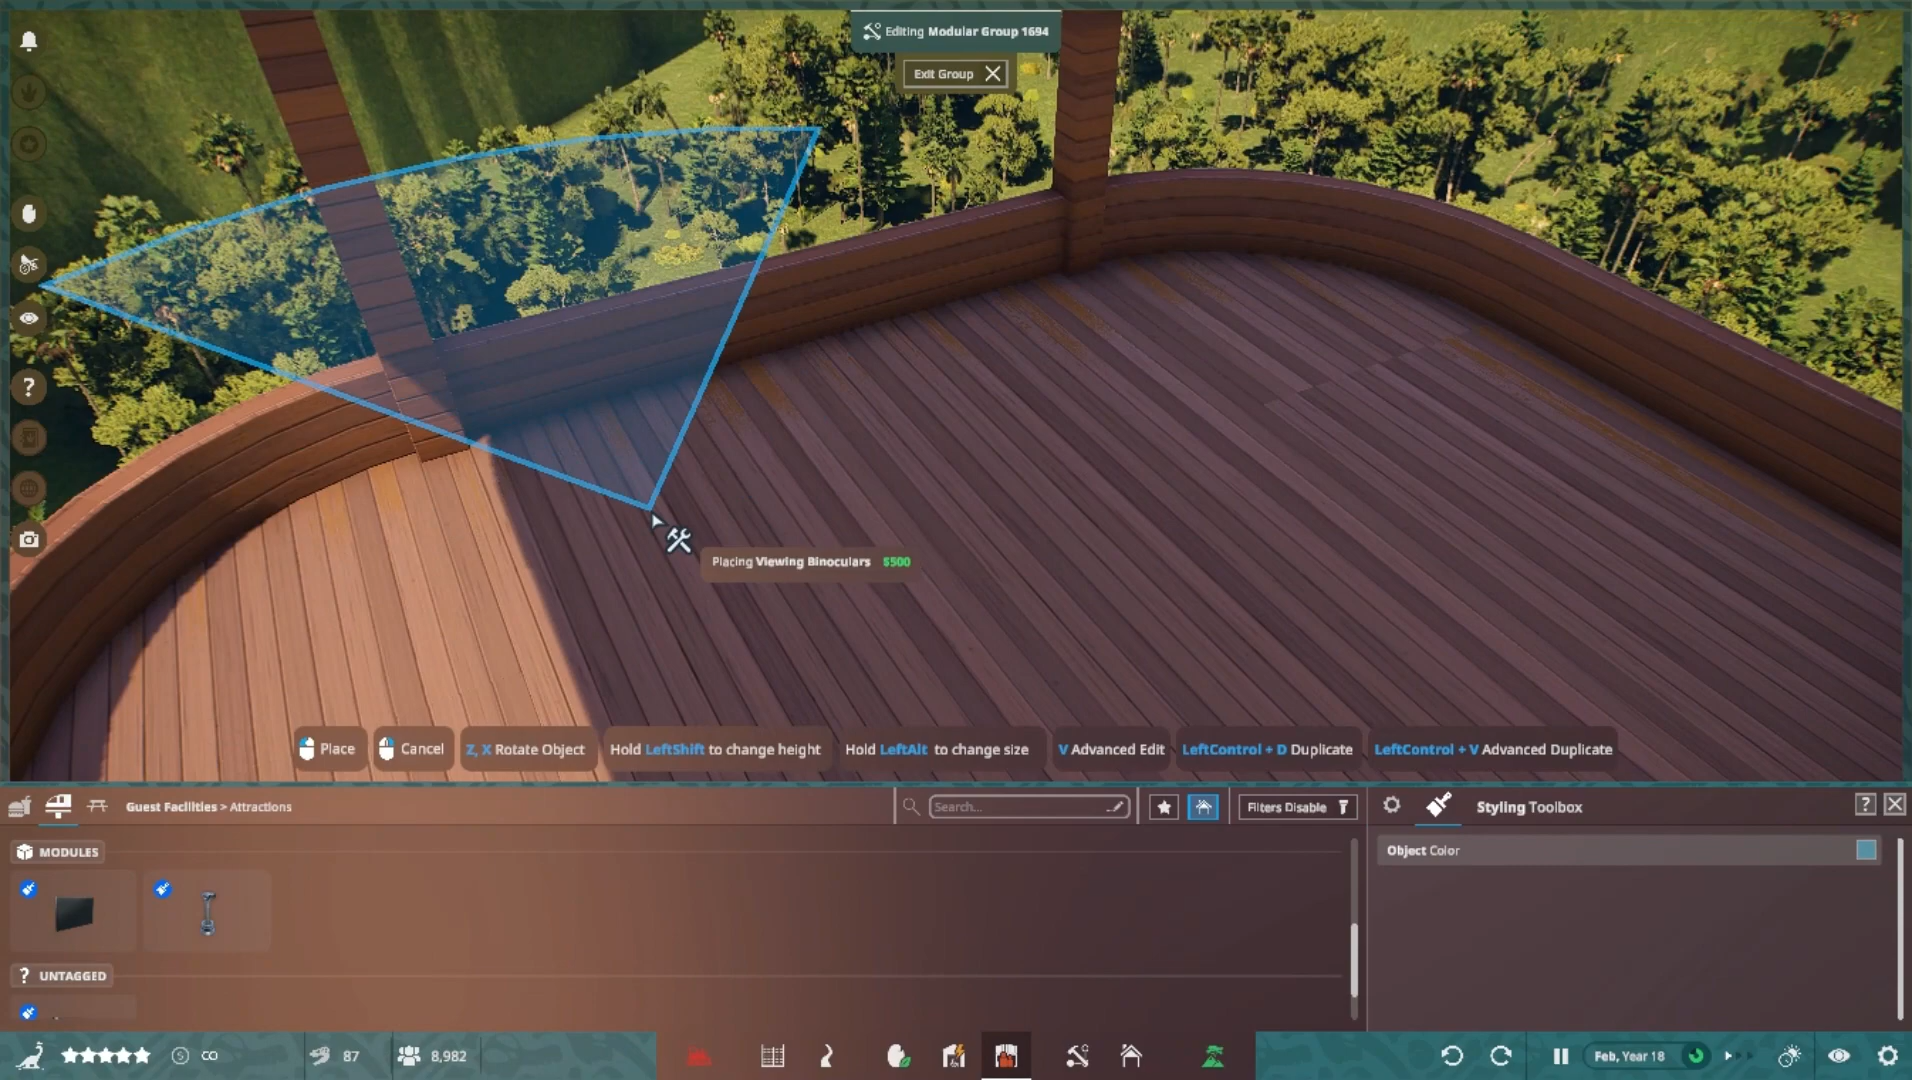 Editing Modular Group 1694
Exit Group
Placing Viewing Binoculars $500
Place
Cancel
Z, X Rotate Object
Hold LeftShift to change height
Hold LeftAlt to change size
V Advanced Edit
LeftControl + D Duplicate
LeftControl + V Advanced Duplicate
Guest Facilities > Attractions
Search...
Filters Disable
Styling Toolbox
?
MODULES
Object Color
? UNTAGGED
87
8,982
Feb, Year 18